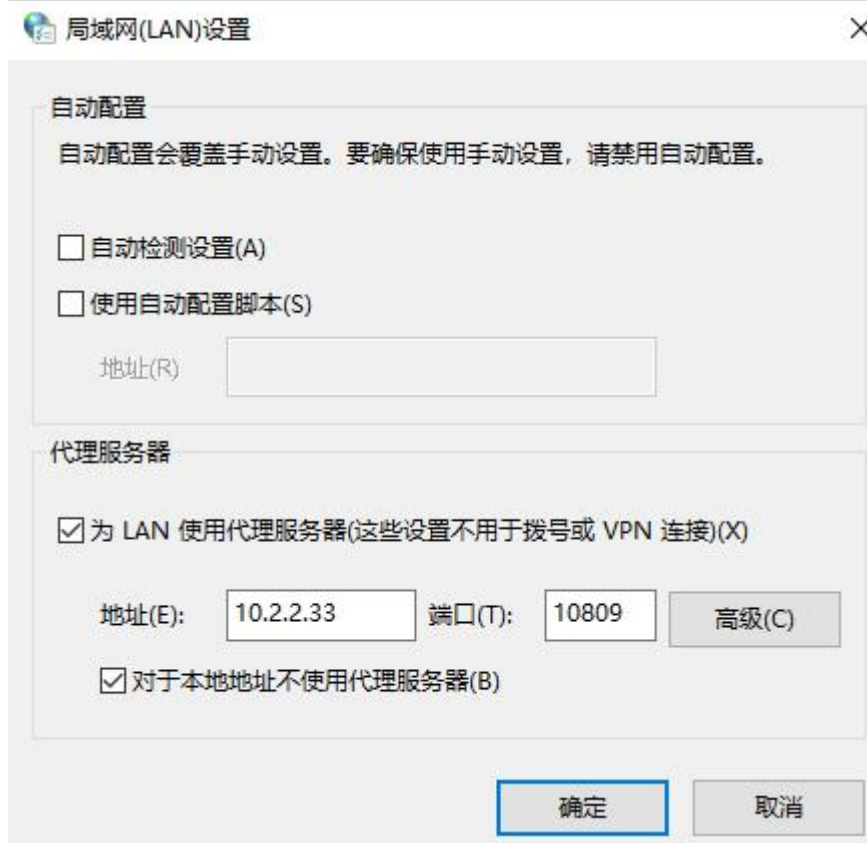 局域网(LAN)设置
自动配置
自动配置会覆盖手动设置。要确保使用手动设置，请禁用自动配置。
自动检测设置(A)
使用自动配置脚本(S)
地址(R)
代理服务器
为 LAN 使用代理服务器(这些设置不用于拨号或 VPN 连接)(X)
地址(E): 10.2.2.33 端口(T): 10809 高级(C)
对于本地地址不使用代理服务器(B)
确定 取消